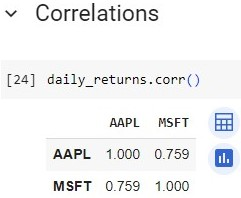 Correlations
[24] daily_returns.corr()
AAPL MSFT
AAPL 1.000 0.759
MSFT 0.759 1.000